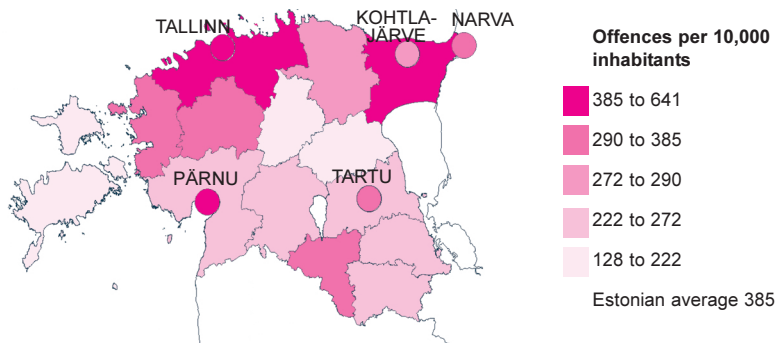 TALLINN
KOHTLA-
JÄRVE
NARVA
PÄRNU
TARTU
Offences per 10,000
inhabitants
385 to 641
290 to 385
272 to 290
222 to 272
128 to 222
Estonian average 385